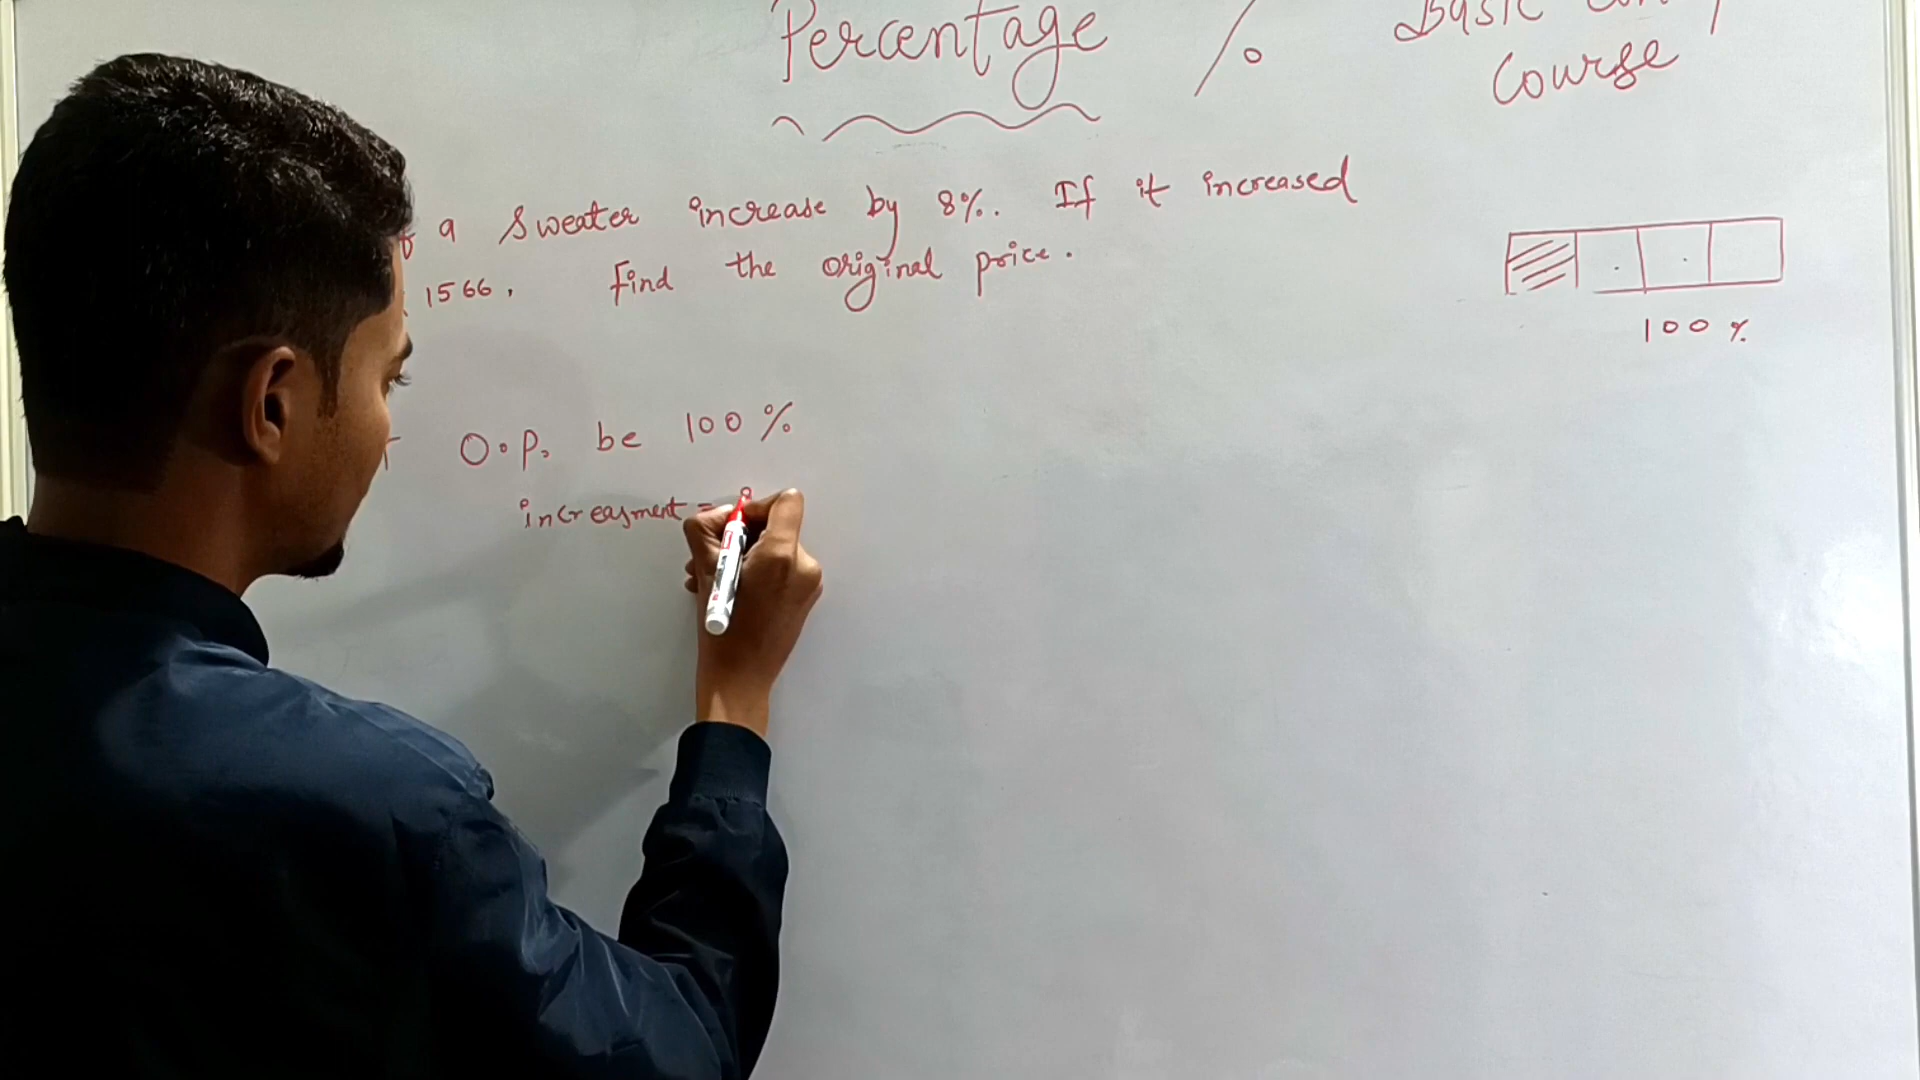 Percentage %
Basic
Course
a sweater increase by 8%. If it increased
1566, Find the original price.
100 %
O.P. be 100 %
increasment = 8